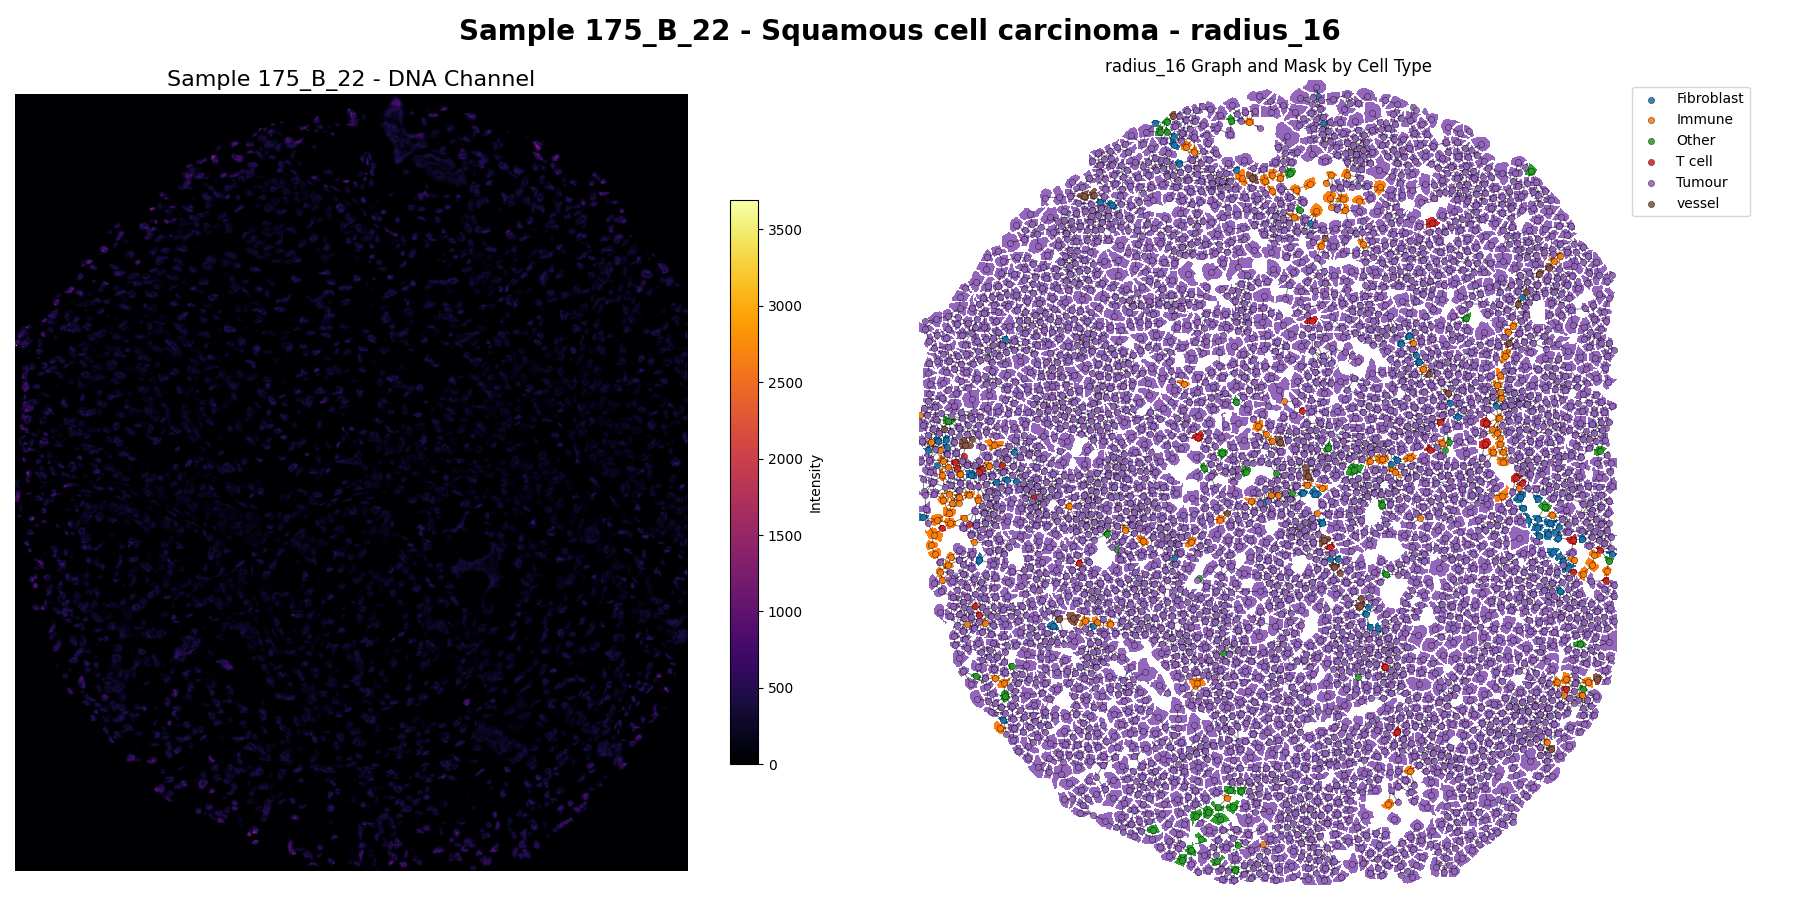 Sample 175_B_22 - Squamous cell carcinoma - radius_16
Sample 175_B_22 - DNA Channel
radius_16 Graph and Mask by Cell Type
Fibroblast
Immune
Other
T cell
Tumour
vessel
3500
3000
2500
2000
1500
1000
500
0
Intensity